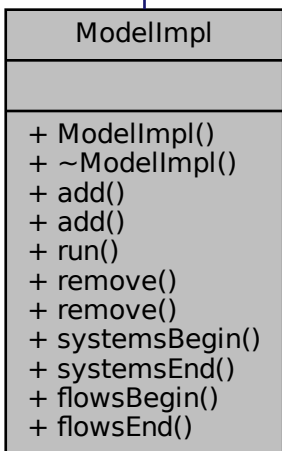 ModelImpl
+ ModelImpl()
+ ~ModelImpl()
+ add()
+ add()
+ run()
+ remove()
+ remove()
+ systemsBegin()
+ systemsEnd()
+ flowsBegin()
+ flowsEnd()